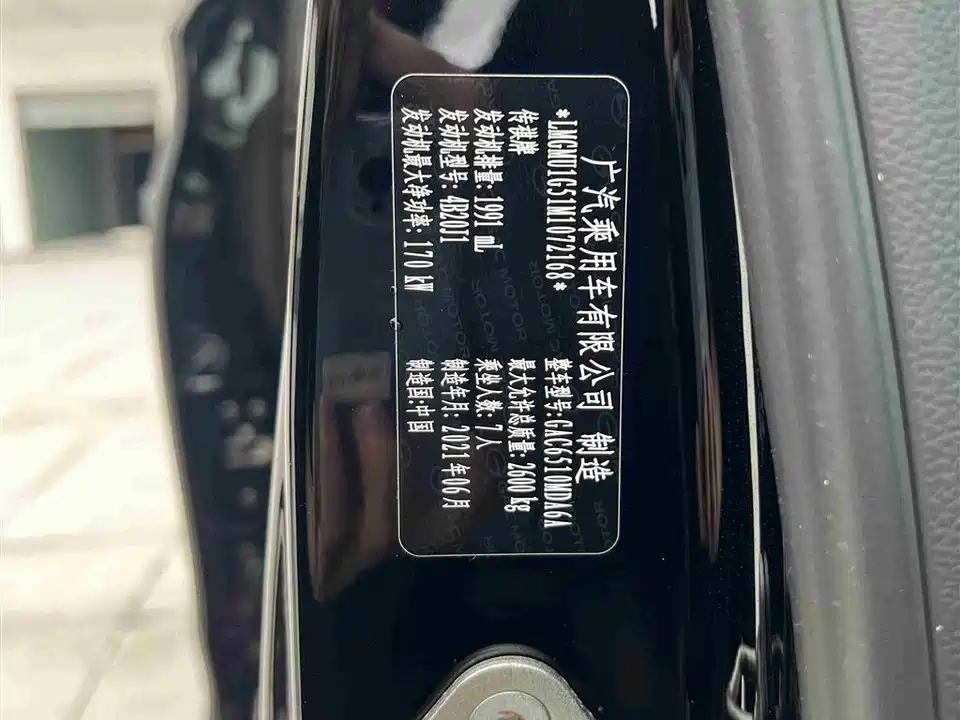 广汽乘用车有限公司 制造
*LMGMU1G51M1072168* 整车型号:GAC6510MDA6A
传祺牌 最大允许总质量: 2600 kg
发动机排量: 1991 mL 乘坐人数: 7人
发动机型号: 4B20J1 制造年月: 2021年06月
发动机最大净功率: 170 kW 制造国:中国